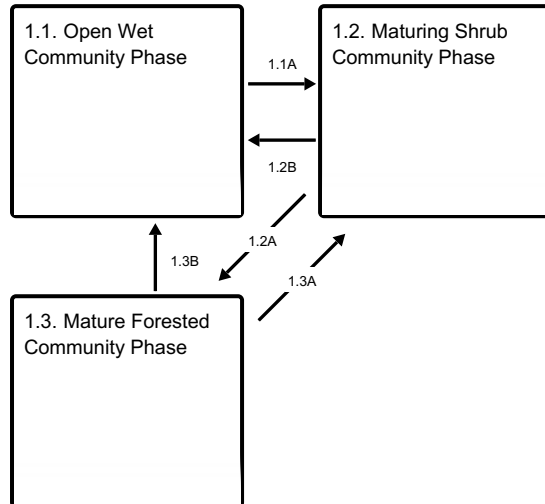 1.1. Open Wet
Community Phase
1.2. Maturing Shrub
Community Phase
1.1A
1.2B
1.2A
1.3B
1.3A
1.3. Mature Forested
Community Phase